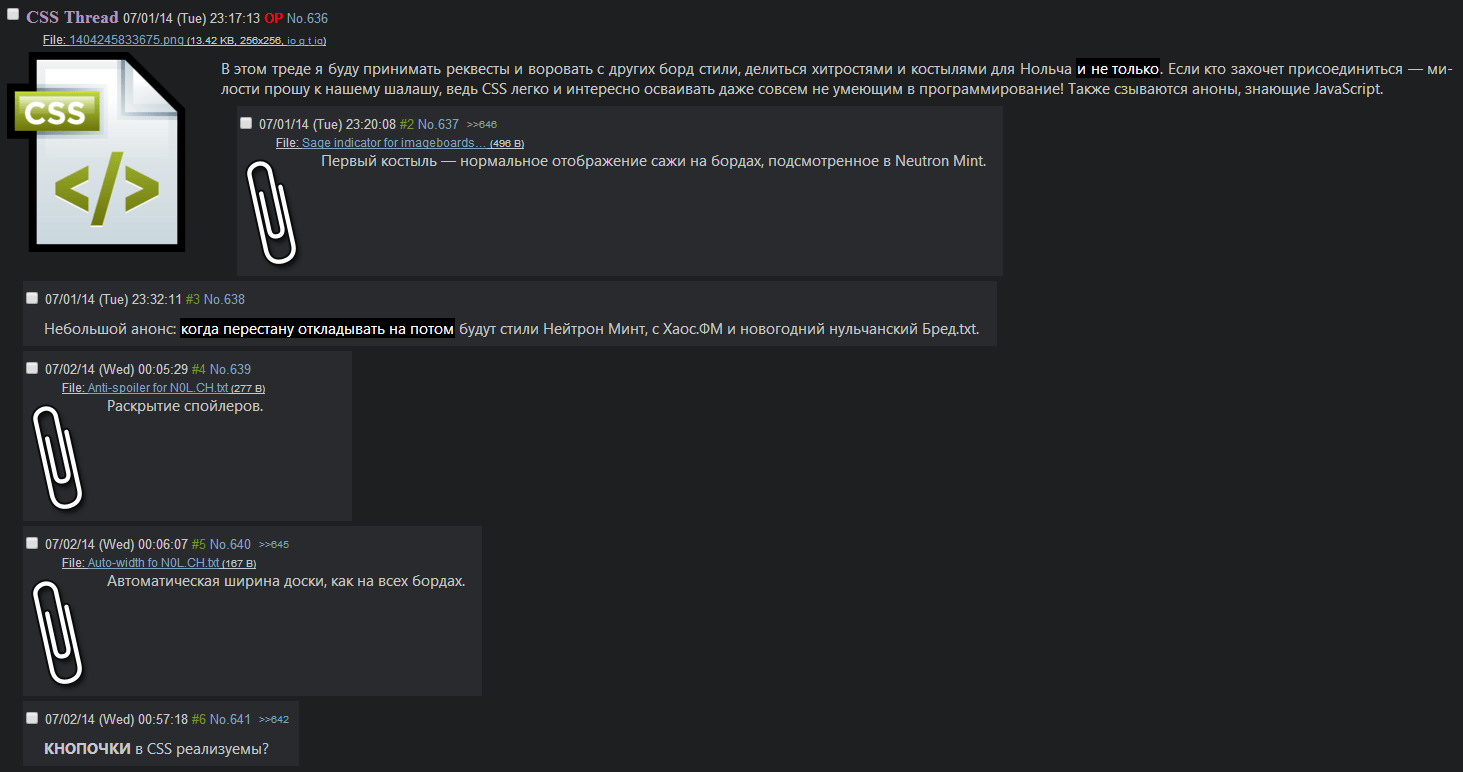 CSS Thread 07/01/14 (Tue) 23:17:13 OP No.636
File: 1404245833675.png (13.42 KB, 256x256, io g t iq)
CSS
</>
В этом треде я буду принимать реквесты и воровать с других борд стили, делиться хитростями и костылями для Нольча и не только. Если кто захочет присоединиться — ми-
лости прошу к нашему шалашу, ведь CSS легко и интересно осваивать даже совсем не умеющим в программирование! Также сзываются аноны, знающие JavaScript.
07/01/14 (Tue) 23:20:08 #2 No.637 >>646
File: Sage indicator for imageboards… (496 B)
Первый костыль — нормальное отображение сажи на бордах, подсмотренное в Neutron Mint.
07/01/14 (Tue) 23:32:11 #3 No.638
Небольшой анонс: когда перестану откладывать на потом будут стили Нейтрон Минт, с Хаос.ФМ и новогодний нульчанский Бред.txt.
07/02/14 (Wed) 00:05:29 #4 No.639
File: Anti-spoiler for N0L.CH.txt (277 B)
Раскрытие спойлеров.
07/02/14 (Wed) 00:06:07 #5 No.640 >>645
File: Auto-width fo N0L.CH.txt (167 B)
Автоматическая ширина доски, как на всех бордах.
07/02/14 (Wed) 00:57:18 #6 No.641 >>642
КНОПОЧКИ в CSS реализуемы?